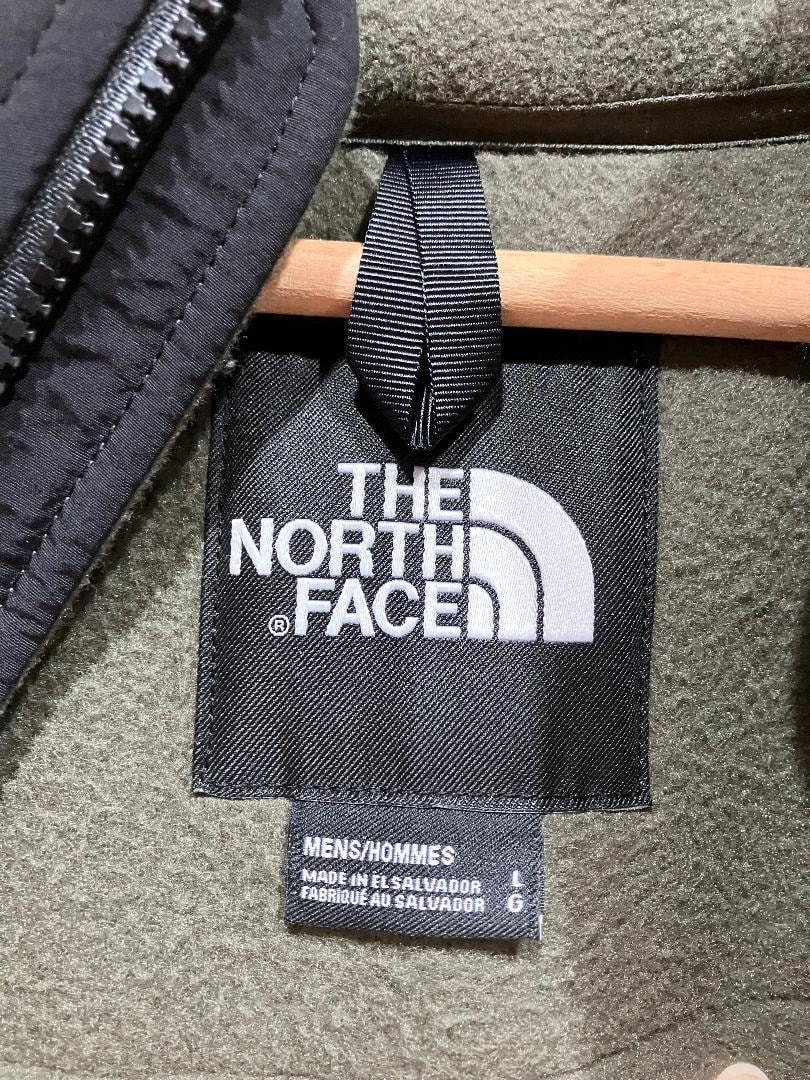 THE
NORTH
® FACE
MENS/HOMMES
MADE IN EL SALVADOR L
FABRIQUÉ AU SALVADOR G